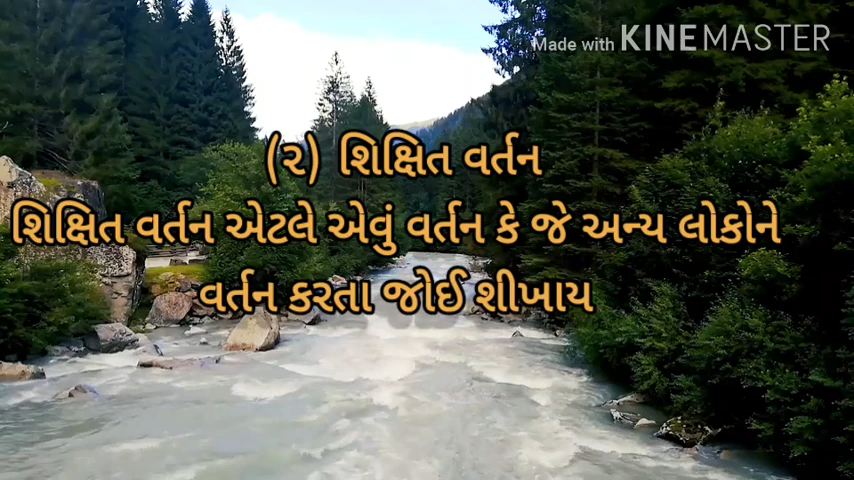 Made with KINEMASTER
(૨) શિક્ષિત વર્તન
શિક્ષિત વર્તન એટલે એવું વર્તન કે જે અન્ય લોકોને
વર્તન કરતા જોઈ શીખાય